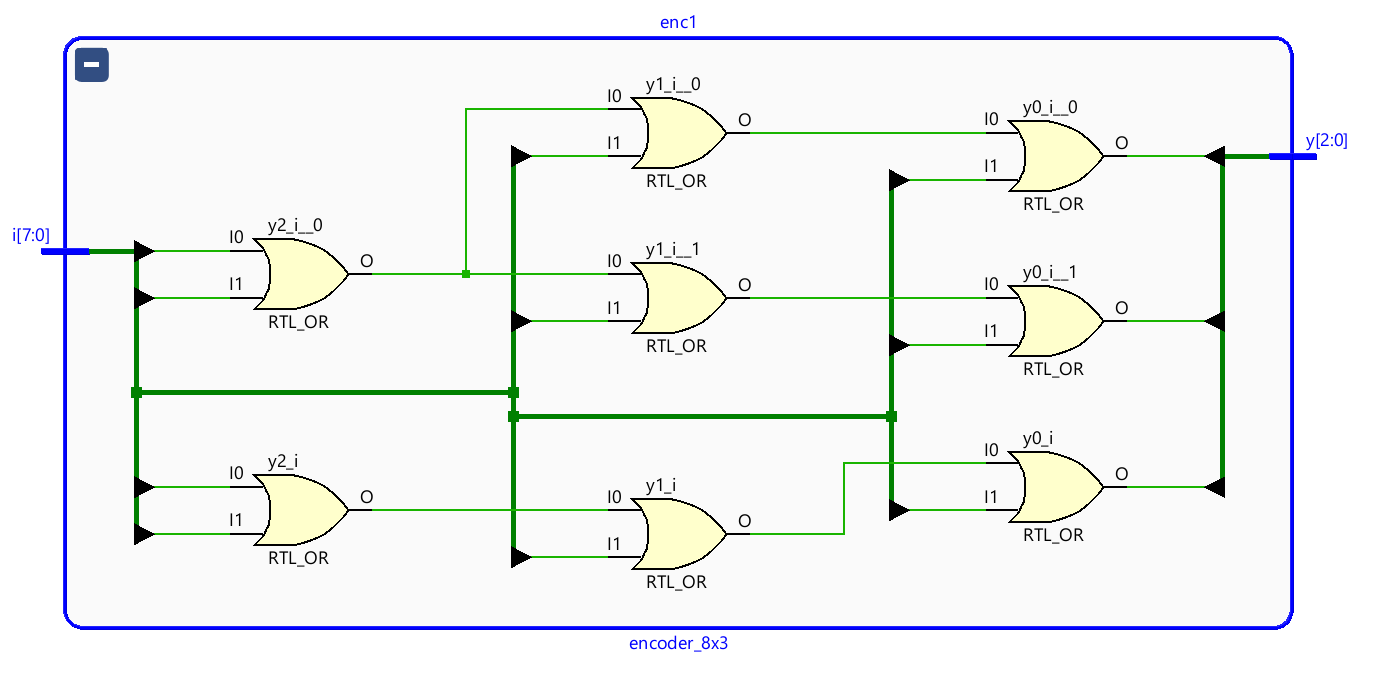 enc1
y1_i__0
I0
O
I1
RTL_OR
y0_i__0
I0
O
I1
RTL_OR
y[2:0]
i[7:0]
y2_i__0
I0
O
I1
RTL_OR
y1_i__1
I0
O
I1
RTL_OR
y0_i__1
I0
O
I1
RTL_OR
y2_i
I0
O
I1
RTL_OR
y1_i
I0
O
I1
RTL_OR
y0_i
I0
O
I1
RTL_OR
encoder_8x3